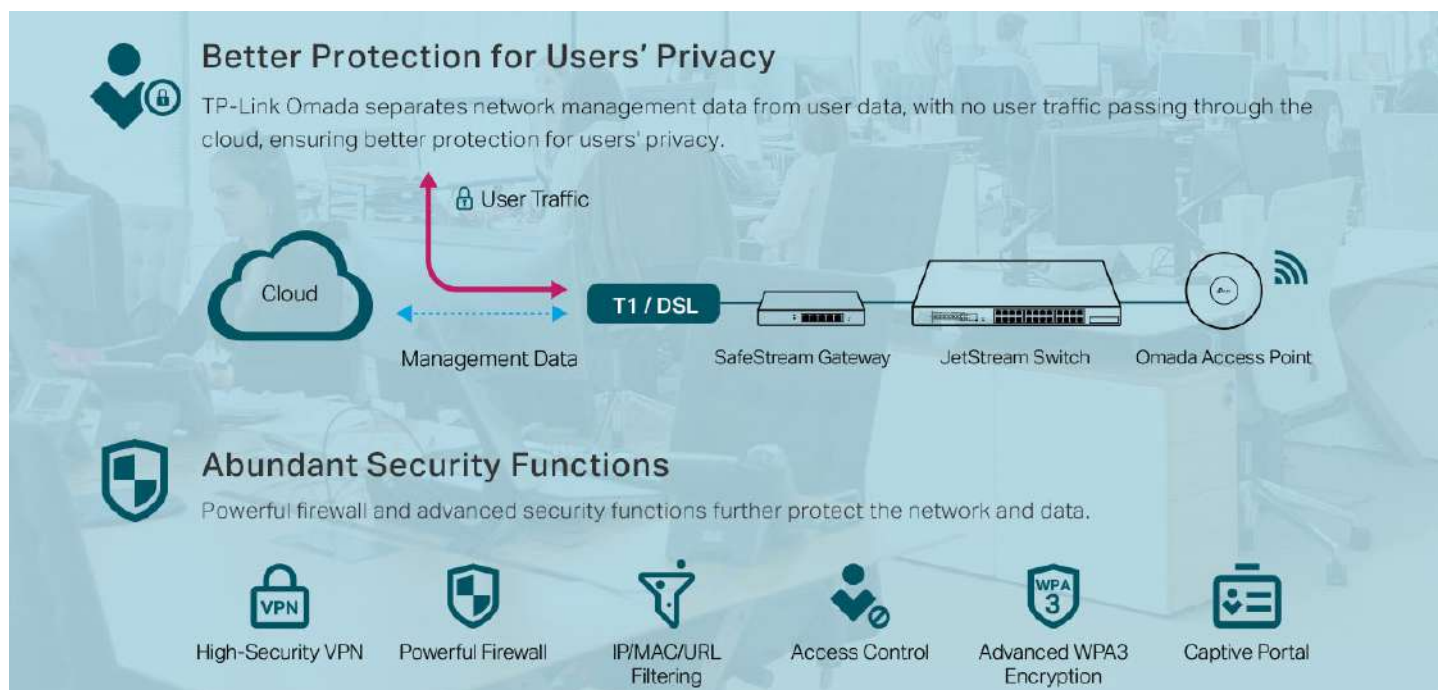 Better Protection for Users' Privacy
TP-Link Omada separates network management data from user data, with no user traffic passing through the
cloud, ensuring better protection for users' privacy.
User Traffic
Cloud
T1 / DSL
Management Data
SafeStream Gateway
JetStream Switch
Omada Access Point
Abundant Security Functions
Powerful firewall and advanced security functions further protect the network and data.
VPN
WPA
3
High-Security VPN
Powerful Firewall
IP/MAC/URL
Filtering
Access Control
Advanced WPA3
Encryption
Captive Portal